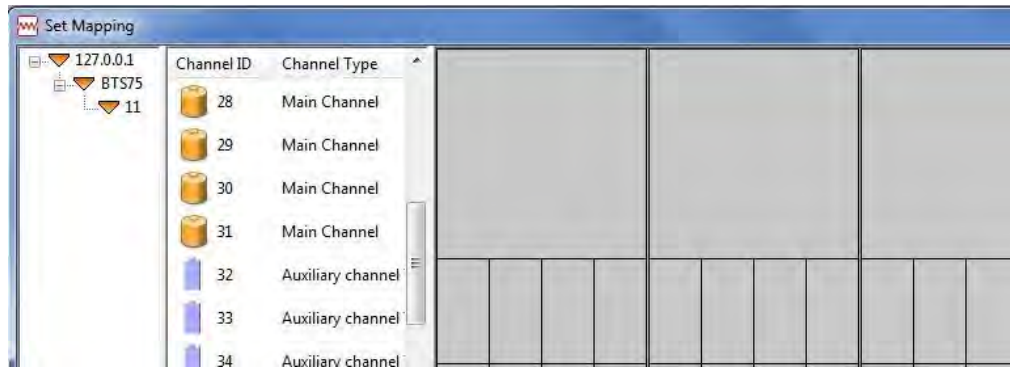 Set Mapping
127.0.0.1
BTS75
11
Channel ID Channel Type
28 Main Channel
29 Main Channel
30 Main Channel
31 Main Channel
32 Auxiliary channel
33 Auxiliary channel
34 Auxiliary channel